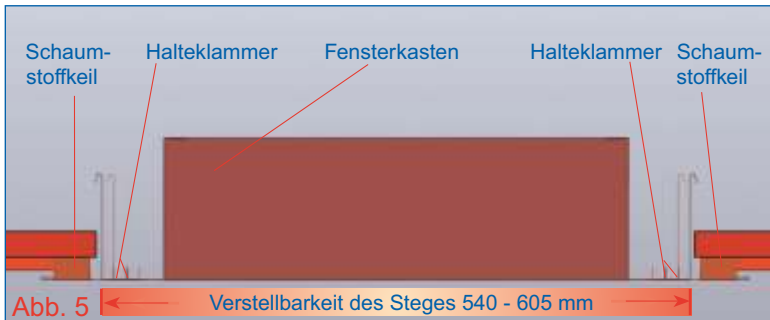 Schaum-
stoffkeil
Halteklammer
Fensterkasten
Halteklammer
Schaum-
stoffkeil
Abb. 5
Verstellbarkeit des Steges 540 - 605 mm